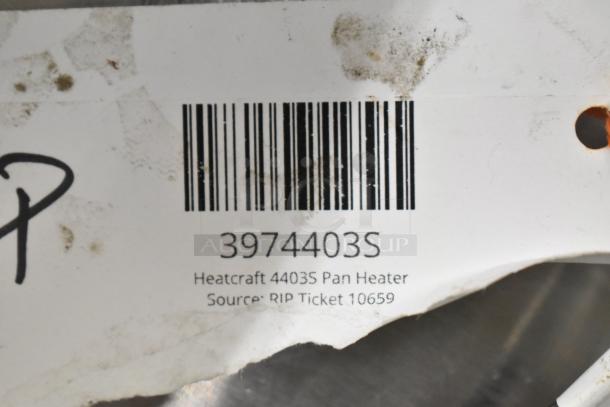 P
3974403S
Heatcraft 4403S Pan Heater
Source: RIP Ticket 10659